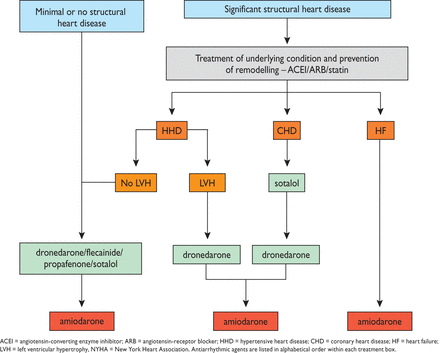 Minimal or no structural
heart disease
Significant structural heart disease
Treatment of underlying condition and prevention
of remodelling – ACEI/ARB/statin
HHD
CHD
HF
No LVH
LVH
sotalol
dronedarone/flecainide/
propafenone/sotalol
dronedarone
dronedarone
amiodarone
amiodarone
amiodarone
ACEI = angiotensin-converting enzyme inhibitor; ARB = angiotensin-receptor blocker; HHD = hypertensive heart disease; CHD = coronary heart disease; HF = heart failure;
LVH = left ventricular hypertrophy, NYHA = New York Heart Association. Antiarrhythmic agents are listed in alphabetical order within each treatment box.